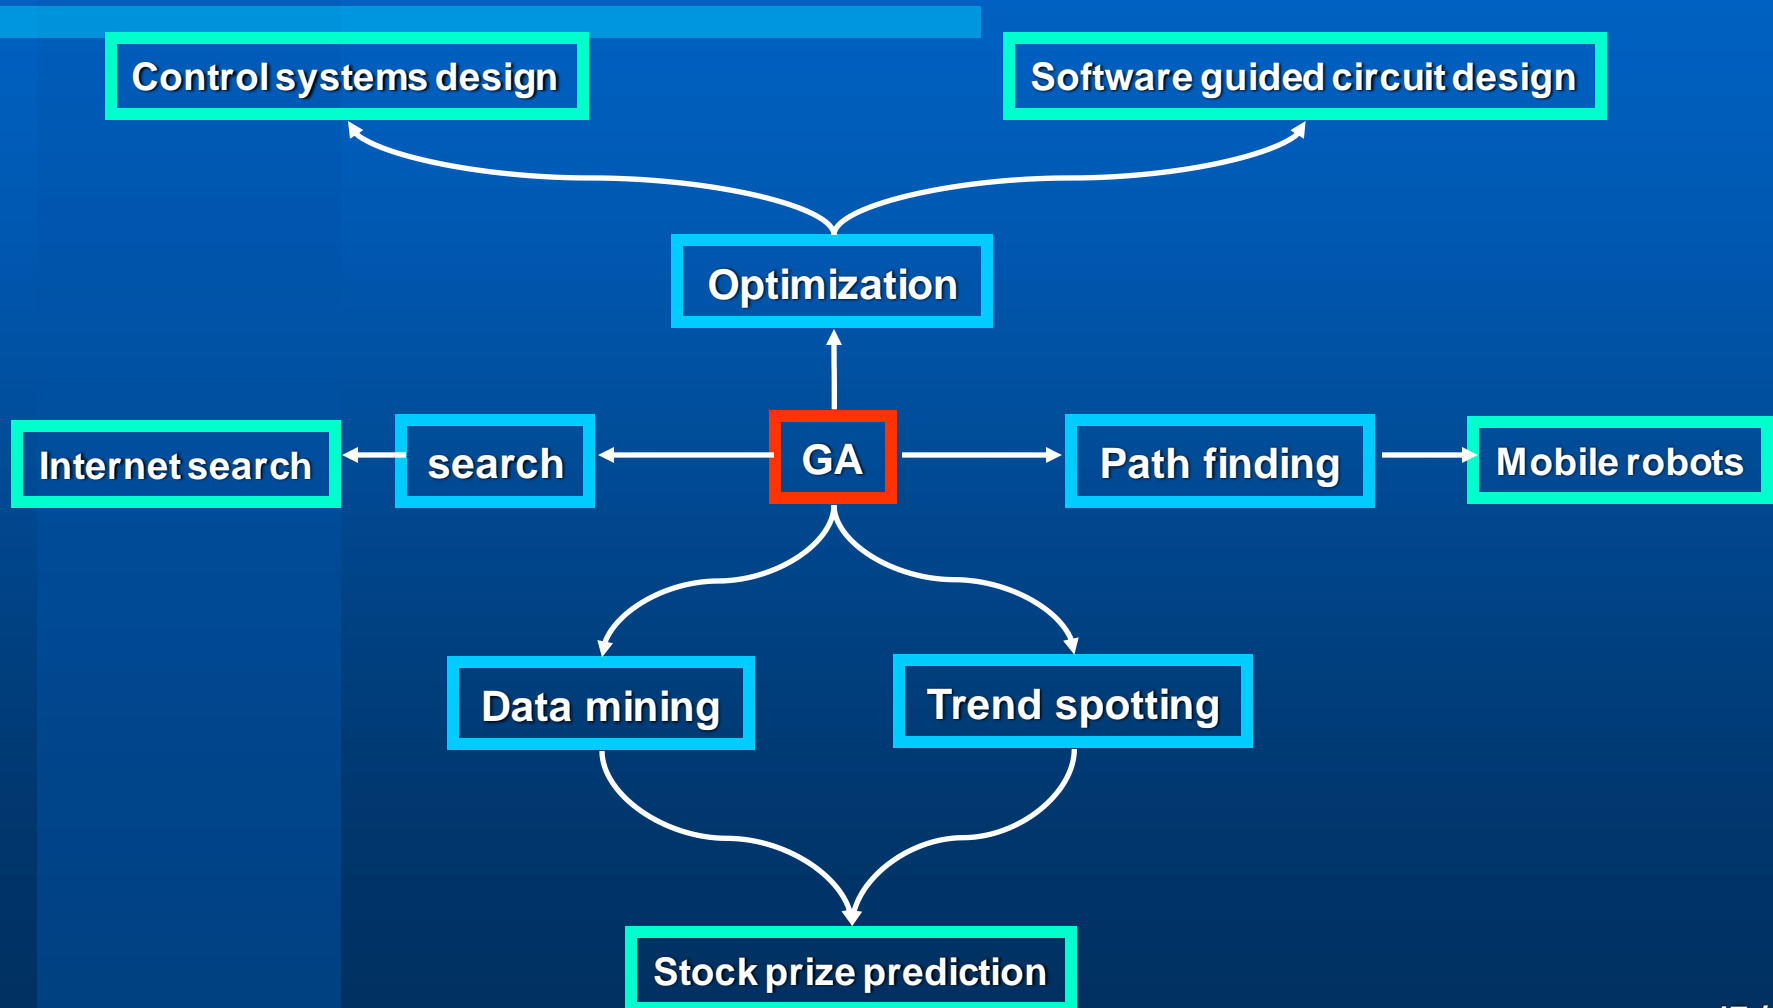 Control systems design
Software guided circuit design
Optimization
Internet search
search
GA
Path finding
Mobile robots
Data mining
Trend spotting
Stock prize prediction